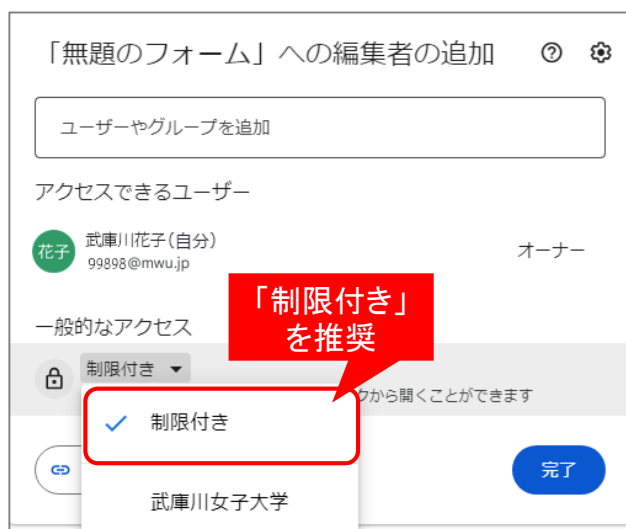 「無題のフォーム」への編集者の追加
ユーザーやグループを追加
アクセスできるユーザー
花子
武庫川花子(自分)
99898@mwu.jp
オーナー
「制限付き」
を推奨
一般的なアクセス
制限付き
クから開くことができます
制限付き
完了
武庫川女子大学